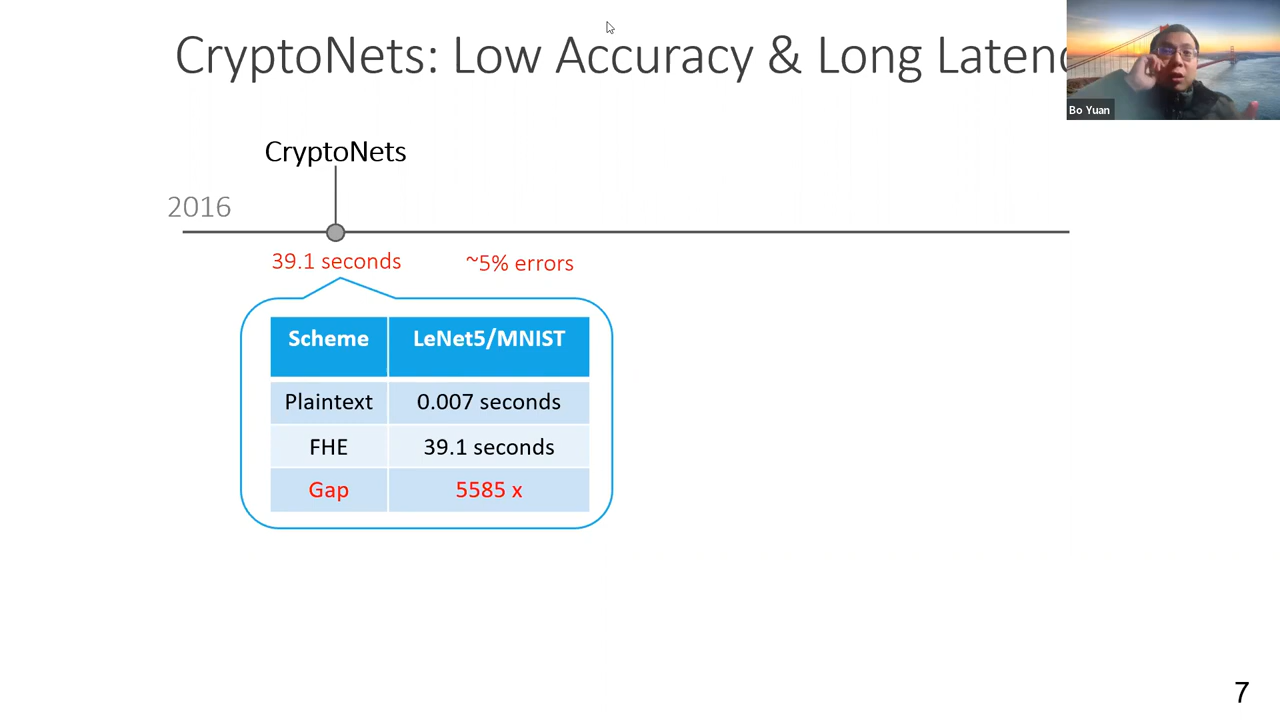 CryptoNets: Low Accuracy & Long Latenc
Bo Yuan
CryptoNets
2016
39.1 seconds
~5% errors
Scheme LeNet5/MNIST
Plaintext 0.007 seconds
FHE 39.1 seconds
Gap 5585 x
7